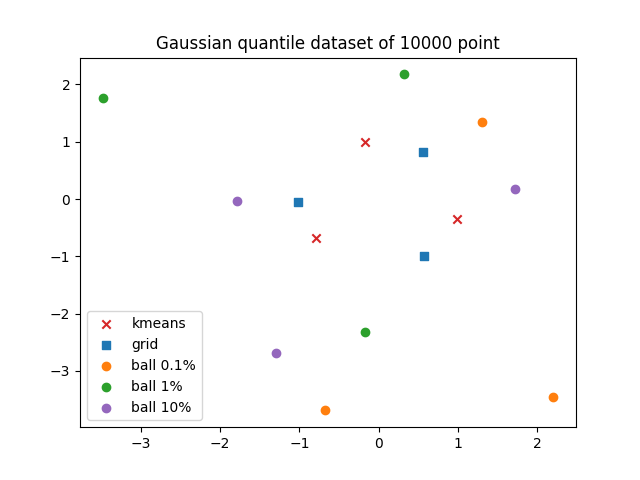 Gaussian quantile dataset of 10000 point
2
1
0
−1
−2
−3
kmeans
grid
ball 0.1%
ball 1%
ball 10%
−3 −2 −1 0 1 2